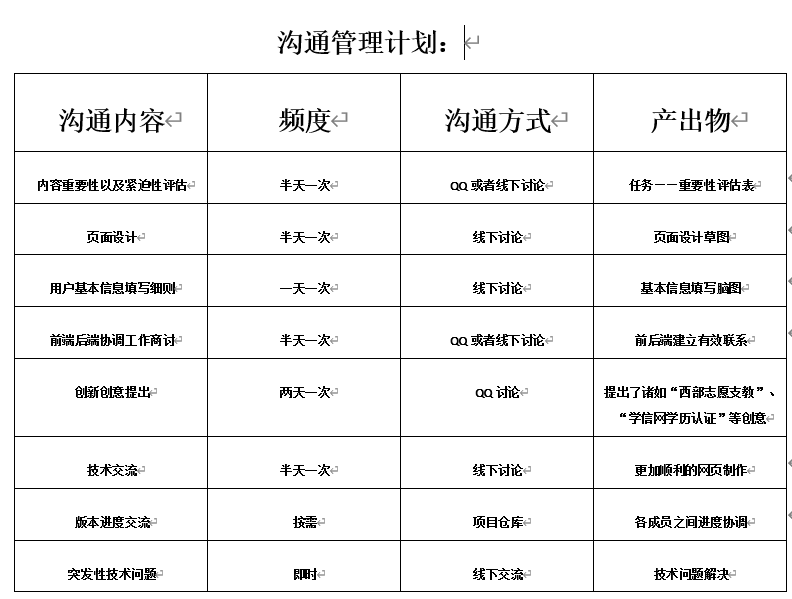 沟通管理计划：
沟通内容 频度 沟通方式 产出物
内容重要性以及紧迫性评估 半天一次 QQ 或者线下讨论 任务——重要性评估表
页面设计 半天一次 线下讨论 页面设计草图
用户基本信息填写细则 一天一次 线下讨论 基本信息填写脑图
前端后端协调工作商讨 半天一次 QQ 或者线下讨论 前后端建立有效联系
创新创意提出 两天一次 QQ 讨论 提出了诸如“西部志愿支教”、
“学信网学历认证”等创意
技术交流 半天一次 线下讨论 更加顺利的网页制作
版本进度交流 按需 项目仓库 各成员之间进度协调
突发性技术问题 即时 线下交流 技术问题解决